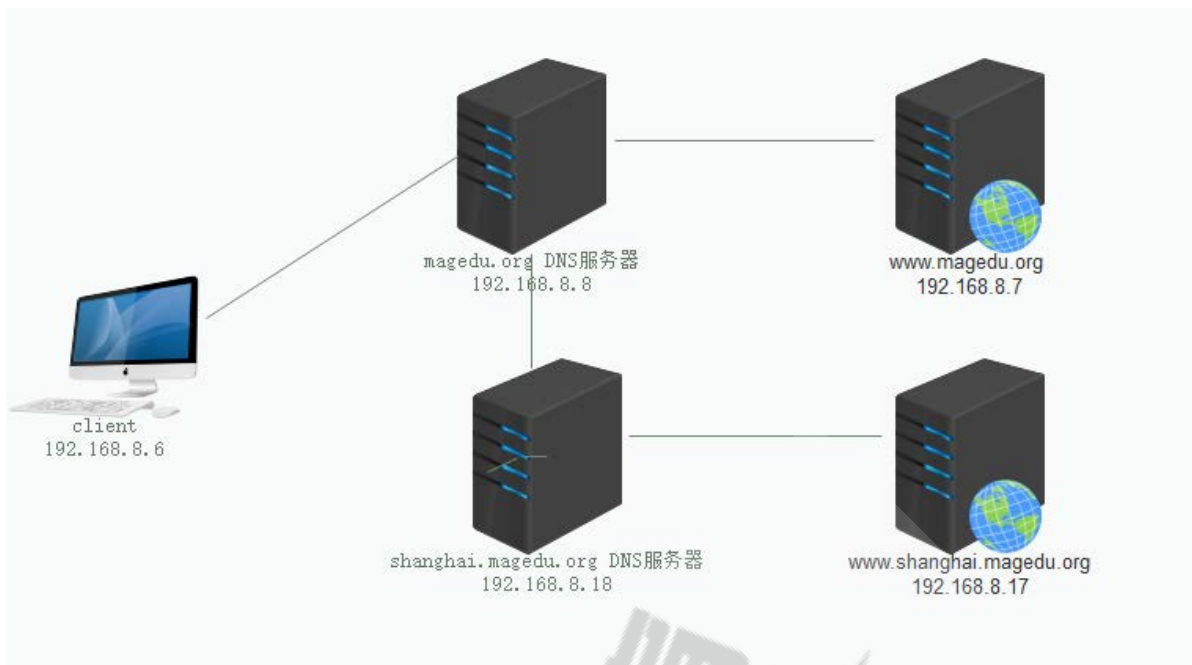 magedu.org DNS服务器
192.168.8.8
www.magedu.org
192.168.8.7
client
192.168.8.6
shanghai.magedu.org DNS服务器
192.168.8.18
www.shanghai.magedu.org
192.168.8.17